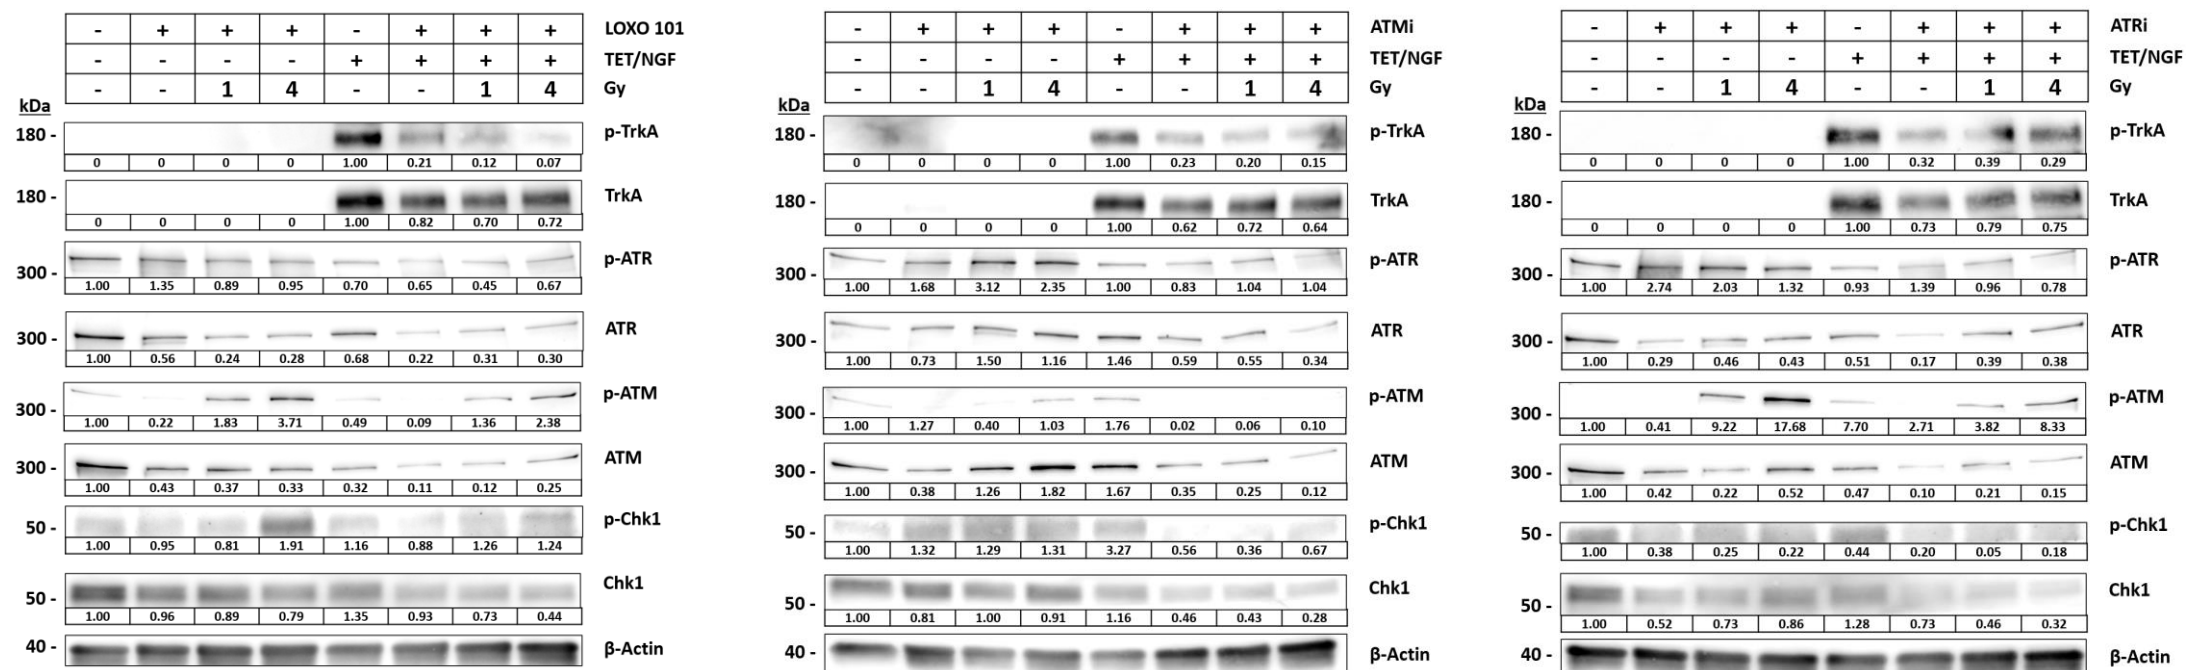 - + + + - + + + LOXO 101
- - - - + + + + TET/NGF
- - 1 4 - - 1 4 Gy
kDa
180 - p-TrkA
0 0 0 0 1.00 0.21 0.12 0.07
180 - TrkA
0 0 0 0 1.00 0.82 0.70 0.72
300 - p-ATR
1.00 1.35 0.89 0.95 0.70 0.65 0.45 0.67
300 - ATR
1.00 0.56 0.24 0.28 0.68 0.22 0.31 0.30
300 - p-ATM
1.00 0.22 1.83 3.71 0.49 0.09 1.36 2.38
300 - ATM
1.00 0.43 0.37 0.33 0.32 0.11 0.12 0.25
50 - p-Chk1
1.00 0.95 0.81 1.91 1.16 0.88 1.26 1.24
50 - Chk1
1.00 0.96 0.89 0.79 1.35 0.93 0.73 0.44
40 - β-Actin
- + + + - + + + ATMi
- - - - + + + + TET/NGF
- - 1 4 - - 1 4 Gy
kDa
180 - p-TrkA
0 0 0 0 1.00 0.23 0.20 0.15
180 - TrkA
0 0 0 0 1.00 0.62 0.72 0.64
300 - p-ATR
1.00 1.68 3.12 2.35 1.00 0.83 1.04 1.04
300 - ATR
1.00 0.73 1.50 1.16 1.46 0.59 0.55 0.34
300 - p-ATM
1.00 1.27 0.40 1.03 1.76 0.02 0.06 0.10
300 - ATM
1.00 0.38 1.26 1.82 1.67 0.35 0.25 0.12
50 - p-Chk1
1.00 1.32 1.29 1.31 3.27 0.56 0.36 0.67
50 - Chk1
1.00 0.81 1.00 0.91 1.16 0.46 0.43 0.28
40 - β-Actin
- + + + - + + + ATRi
- - - - + + + + TET/NGF
- - 1 4 - - 1 4 Gy
kDa
180 - p-TrkA
0 0 0 0 1.00 0.32 0.39 0.29
180 - TrkA
0 0 0 0 1.00 0.73 0.79 0.75
300 - p-ATR
1.00 2.74 2.03 1.32 0.93 1.39 0.96 0.78
300 - ATR
1.00 0.29 0.46 0.43 0.51 0.17 0.39 0.38
300 - p-ATM
1.00 0.41 9.22 17.68 7.70 2.71 3.82 8.33
300 - ATM
1.00 0.42 0.22 0.52 0.47 0.10 0.21 0.15
50 - p-Chk1
1.00 0.38 0.25 0.22 0.44 0.20 0.05 0.18
50 - Chk1
1.00 0.52 0.73 0.86 1.28 0.73 0.46 0.32
40 - β-Actin